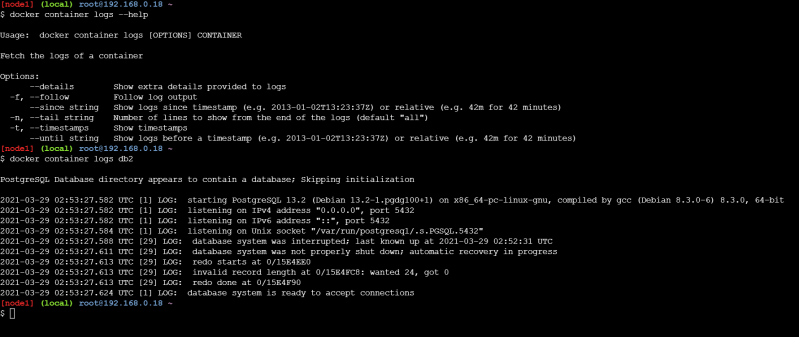 [node1] (local) root@192.168.0.18 ~
$ docker container logs --help
Usage:  docker container logs [OPTIONS] CONTAINER
Fetch the logs of a container
Options:
      --details        Show extra details provided to logs
  -f, --follow         Follow log output
      --since string   Show logs since timestamp (e.g. 2013-01-02T13:23:37Z) or relative (e.g. 42m for 42 minutes)
  -n, --tail string    Number of lines to show from the end of the logs (default "all")
  -t, --timestamps     Show timestamps
      --until string   Show logs before a timestamp (e.g. 2013-01-02T13:23:37Z) or relative (e.g. 42m for 42 minutes)
[node1] (local) root@192.168.0.18 ~
$ docker container logs db2
PostgreSQL Database directory appears to contain a database; Skipping initialization
2021-03-29 02:53:27.582 UTC [1] LOG:  starting PostgreSQL 13.2 (Debian 13.2-1.pgdg100+1) on x86_64-pc-linux-gnu, compiled by gcc (Debian 8.3.0-6) 8.3.0, 64-bit
2021-03-29 02:53:27.582 UTC [1] LOG:  listening on IPv4 address "0.0.0.0", port 5432
2021-03-29 02:53:27.582 UTC [1] LOG:  listening on IPv6 address "::", port 5432
2021-03-29 02:53:27.584 UTC [1] LOG:  listening on Unix socket "/var/run/postgresql/.s.PGSQL.5432"
2021-03-29 02:53:27.588 UTC [29] LOG:  database system was interrupted; last known up at 2021-03-29 02:52:31 UTC
2021-03-29 02:53:27.611 UTC [29] LOG:  database system was not properly shut down; automatic recovery in progress
2021-03-29 02:53:27.613 UTC [29] LOG:  redo starts at 0/15E4EE0
2021-03-29 02:53:27.613 UTC [29] LOG:  invalid record length at 0/15E4FC8: wanted 24, got 0
2021-03-29 02:53:27.613 UTC [29] LOG:  redo done at 0/15E4F90
2021-03-29 02:53:27.624 UTC [1] LOG:  database system is ready to accept connections
[node1] (local) root@192.168.0.18 ~
$